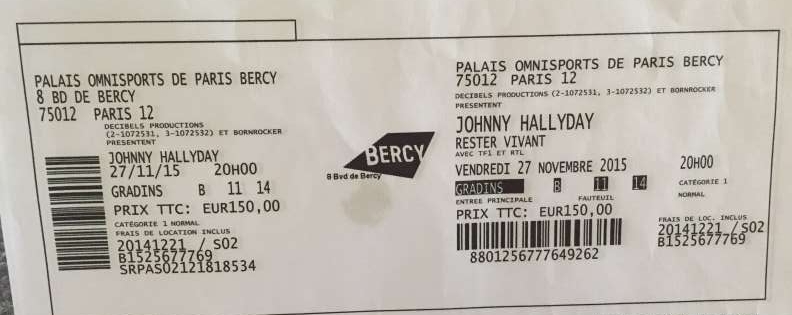 PALAIS OMNISPORTS DE PARIS BERCY
8 BD DE BERCY
75012 PARIS 12
DECIBELS PRODUCTIONS
(2-1072531, 3-1072532) ET BORNROCKER
PRESENTENT
JOHNNY HALLYDAY
27/11/15 20H00
GRADINS B 11 14
PRIX TTC: EUR150,00
CATÉGORIE 1 NORMAL
FRAIS DE LOCATION INCLUS
20141221 / S02
B1525677769
SRPAS02121818534
BERCY
8 Bvd de Bercy
PALAIS OMNISPORTS DE PARIS BERCY
75012 PARIS 12
DECIBELS PRODUCTIONS (2-1072531, 3-1072532) ET BORNROCKER
PRESENTENT
JOHNNY HALLYDAY
RESTER VIVANT
AVEC TF1 ET RTL
VENDREDI 27 NOVEMBRE 2015 20H00
GRADINS B 11 14 CATÉGORIE 1
ENTREE PRINCIPALE FAUTEUIL NORMAL
PRIX TTC: EUR150,00
FRAIS DE LOC. INCLUS
20141221 / S02
B1525677769
8801256777649262